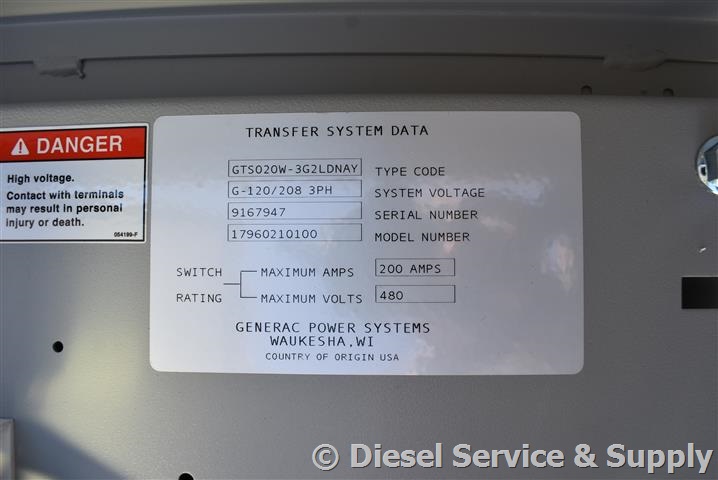 DANGER
High voltage.
Contact with terminals
may result in personal
injury or death.
054199-F
TRANSFER SYSTEM DATA
GTS020W-3G2LDNAY TYPE CODE
G-120/208 3PH SYSTEM VOLTAGE
9167947 SERIAL NUMBER
17960210100 MODEL NUMBER
SWITCH MAXIMUM AMPS 200 AMPS
RATING MAXIMUM VOLTS 480
GENERAC POWER SYSTEMS
WAUKESHA,WI
COUNTRY OF ORIGIN USA
© Diesel Service & Supply